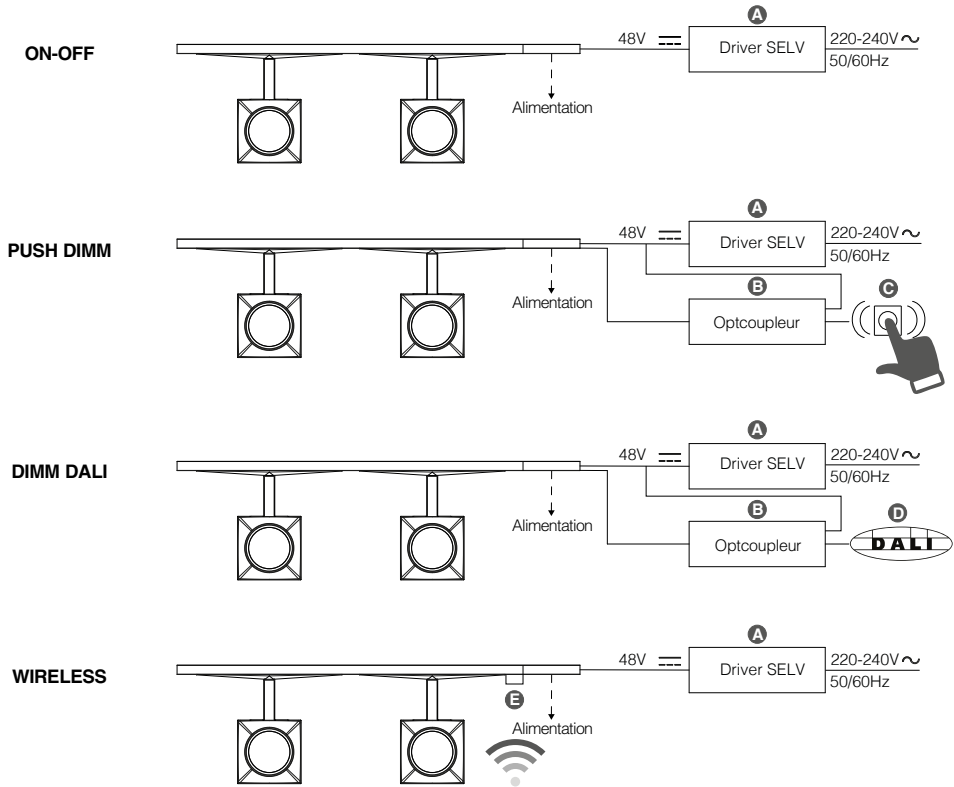 A
ON-OFF
48V
Driver SELV
220-240V
50/60Hz
Alimentation
A
PUSH DIMM
48V
Driver SELV
220-240V
50/60Hz
B
C
Alimentation
Optcoupleur
A
DIMM DALI
48V
Driver SELV
220-240V
50/60Hz
B
D
Alimentation
Optcoupleur
DALI
A
WIRELESS
48V
Driver SELV
220-240V
50/60Hz
E
Alimentation